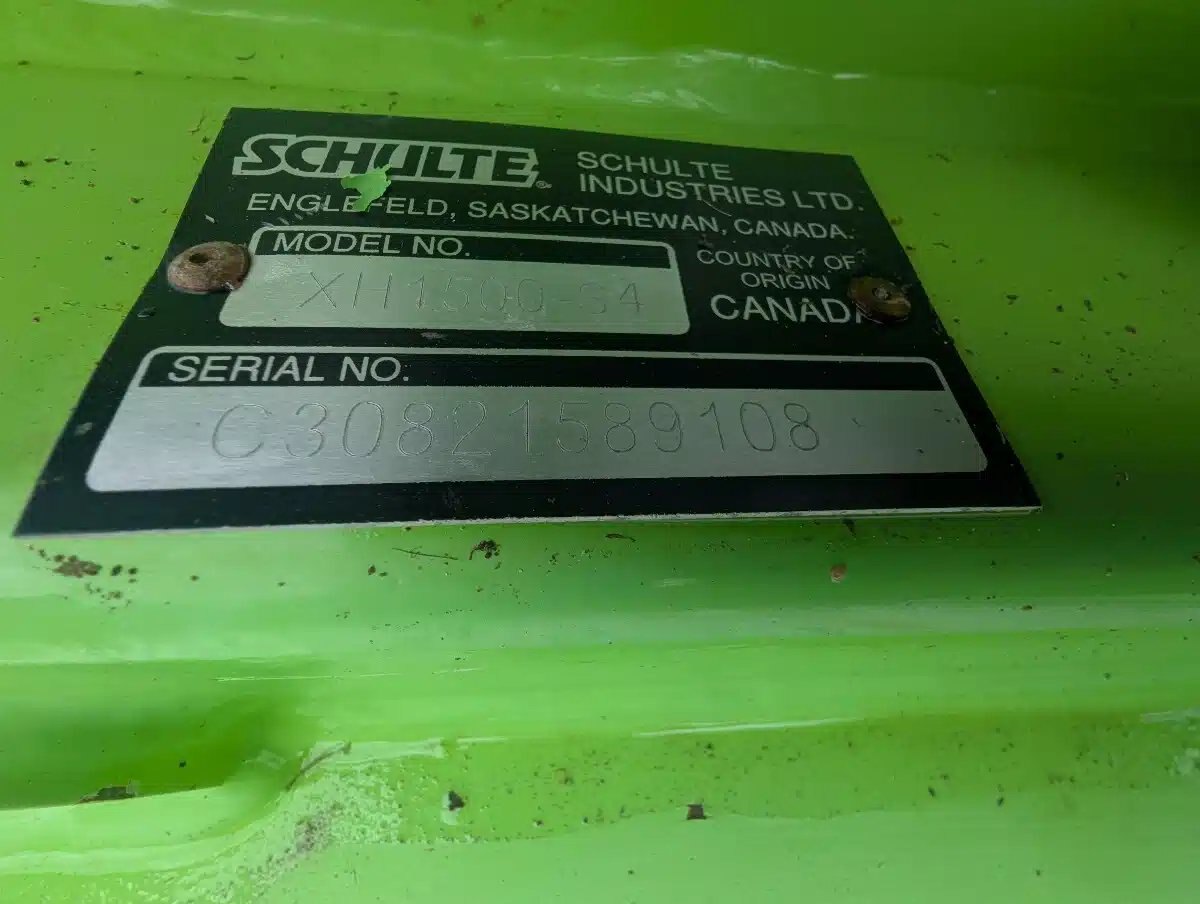 SCHULTE®
SCHULTE
INDUSTRIES LTD.
ENGLEFELD, SASKATCHEWAN, CANADA.
MODEL NO.
XH1500-S4
COUNTRY OF
ORIGIN
CANADA
SERIAL NO.
C30821589108